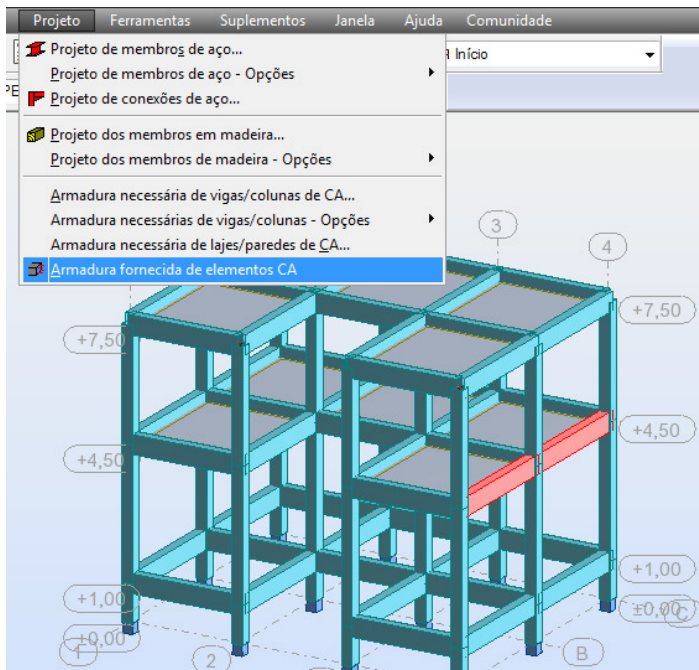 Projeto Ferramentas Suplementos Janela Ajuda Comunidade
Projeto de membros de aço...
Início
Projeto de membros de aço - Opções
PE
Projeto de conexões de aço...
Projeto dos membros em madeira...
Projeto dos membros de madeira - Opções
Armadura necessária de vigas/colunas de CA...
Armadura necessárias de vigas/colunas - Opções
Armadura necessária de lajes/paredes de CA...
Armadura fornecida de elementos CA
3
4
+7,50
+7,50
+4,50
+4,50
+1,00
+1,00
±0,00
C
±0,00
1
2
B